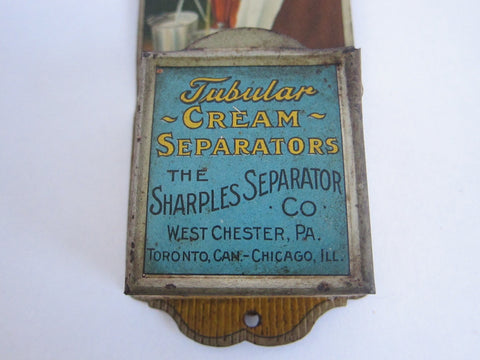 Tubular
~ CREAM ~
SEPARATORS
THE
SHARPLES SEPARATOR
· CO ·
WEST CHESTER, PA.
TORONTO, CAN.- CHICAGO, ILL.